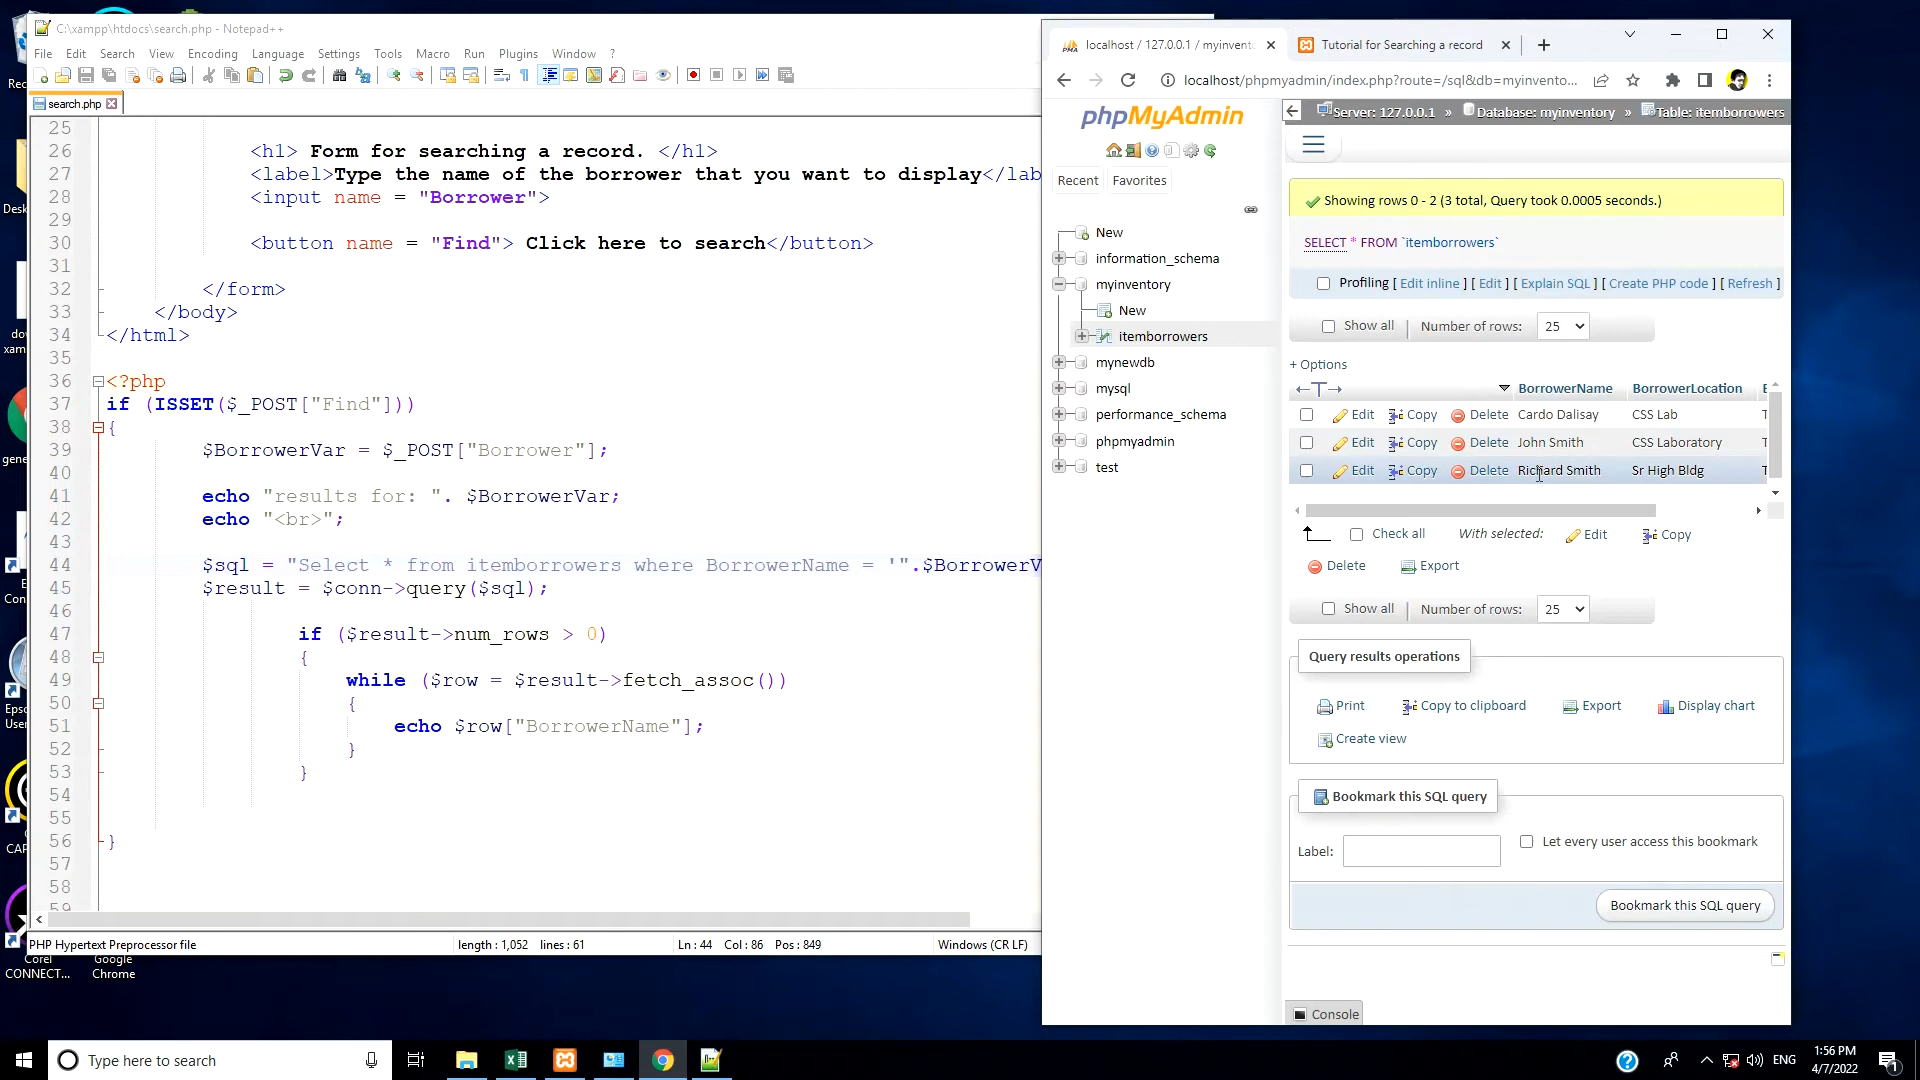 C:\xampp\htdocs\search.php - Notepad++
File Edit Search View Encoding Language Settings Tools Macro Run Plugins Window ?
search.php
25
26 <h1> Form for searching a record. </h1>
27 <label>Type the name of the borrower that you want to display</lab
28 <input name = "Borrower">
29
30 <button name = "Find"> Click here to search</button>
31
32 </form>
33 </body>
34 </html>
35
36 <?php
37 if (ISSET($_POST["Find"]))
38 {
39 $BorrowerVar = $_POST["Borrower"];
40
41 echo "results for: ". $BorrowerVar;
42 echo "<br>";
43
44 $sql = "Select * from itemborrowers where BorrowerName = '".$BorrowerV
45 $result = $conn->query($sql);
46
47 if ($result->num_rows > 0)
48 {
49 while ($row = $result->fetch_assoc())
50 {
51 echo $row["BorrowerName"];
52 }
53 }
54
55
56 }
57
58
59
PHP Hypertext Preprocessor file length : 1,052 lines : 61 Ln : 44 Col : 86 Pos : 849 Windows (CR LF)
localhost / 127.0.0.1 / myinvento
Tutorial for Searching a record
localhost/phpmyadmin/index.php?route=/sql&db=myinvento...
phpMyAdmin
Recent Favorites
New
information_schema
myinventory
New
itemborrowers
mynewdb
mysql
performance_schema
phpmyadmin
test
Server: 127.0.0.1 » Database: myinventory » Table: itemborrowers
Showing rows 0 - 2 (3 total, Query took 0.0005 seconds.)
SELECT * FROM `itemborrowers`
Profiling [ Edit inline ] [ Edit ] [ Explain SQL ] [ Create PHP code ] [ Refresh ]
Show all Number of rows: 25
+ Options
←T→ BorrowerName BorrowerLocation
Edit Copy Delete Cardo Dalisay CSS Lab T
Edit Copy Delete John Smith CSS Laboratory T
Edit Copy Delete Richard Smith Sr High Bldg T
Check all With selected: Edit Copy
Delete Export
Show all Number of rows: 25
Query results operations
Print Copy to clipboard Export Display chart
Create view
Bookmark this SQL query
Label: Let every user access this bookmark
Bookmark this SQL query
Console
Corel
CONNECT...
Google
Chrome
Type here to search
ENG
1:56 PM
4/7/2022
1